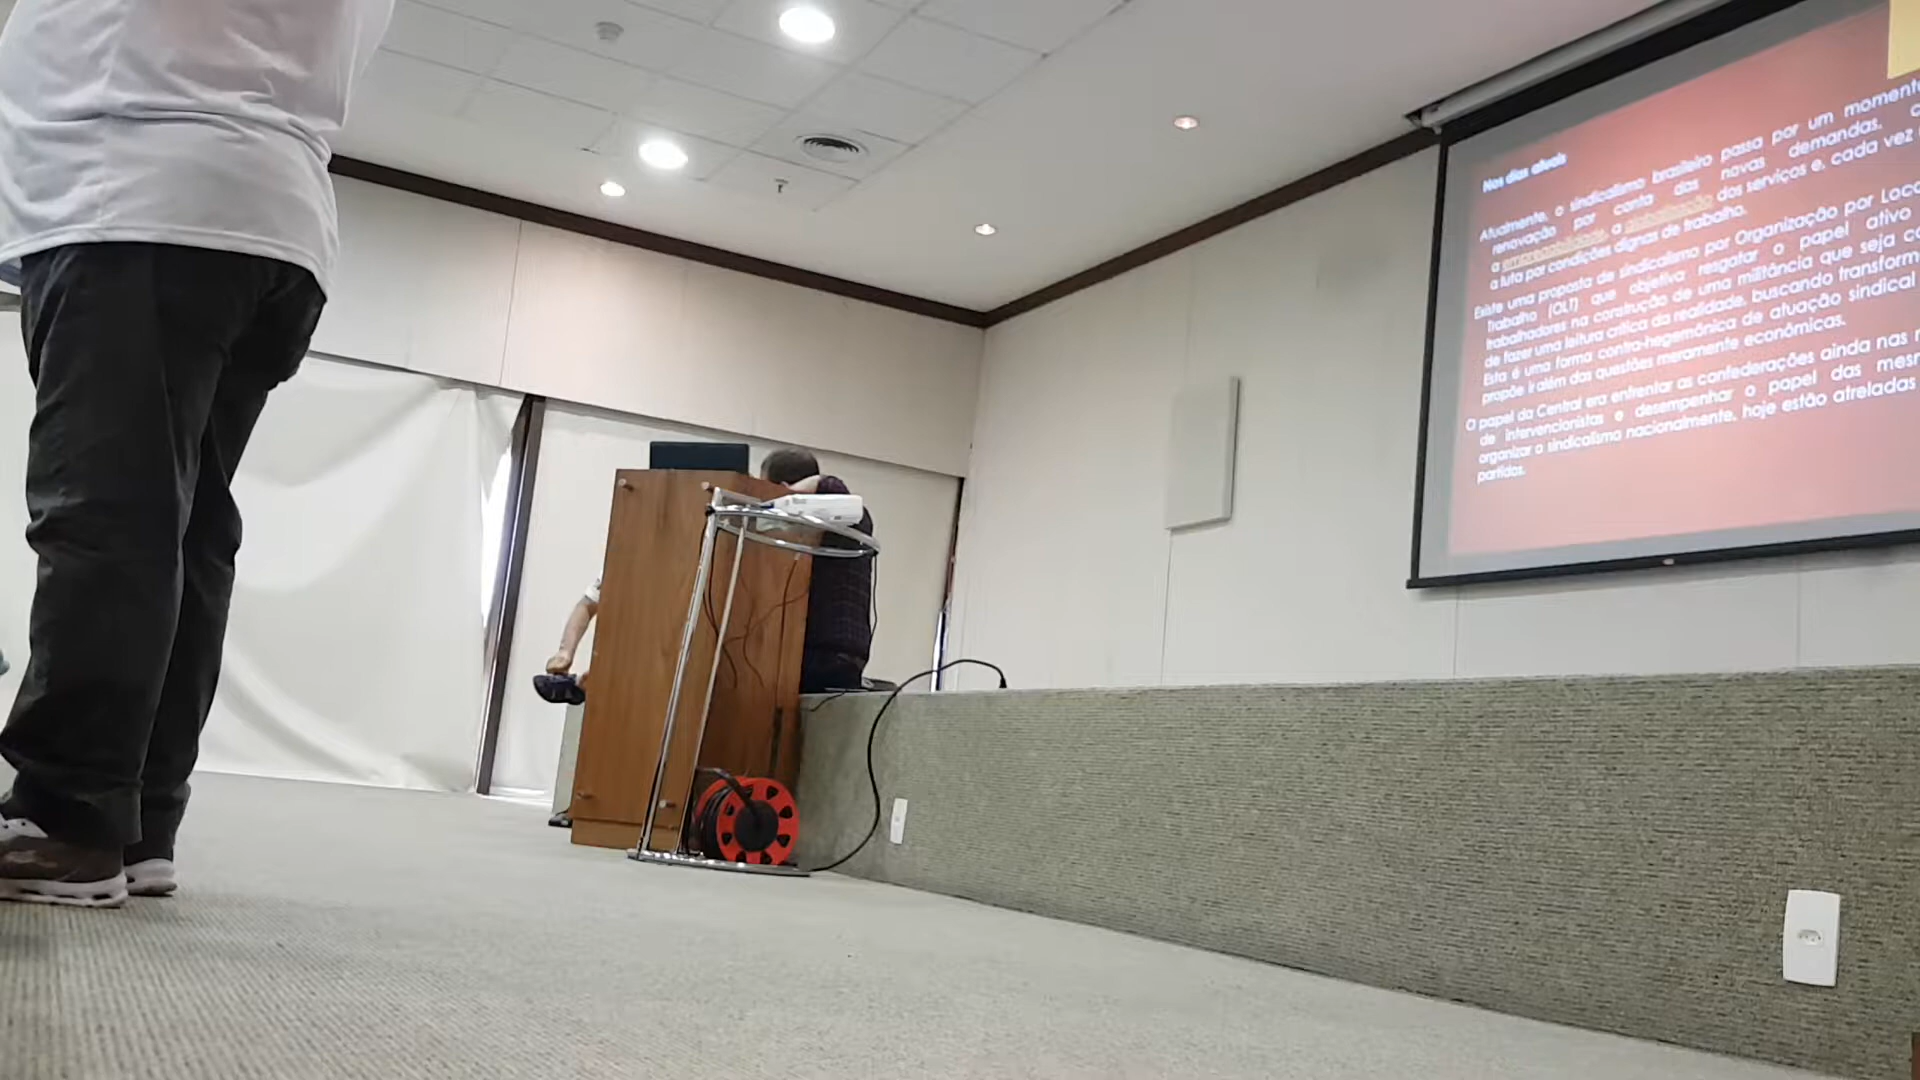 Nos dias atuais
Atualmente, o sindicalismo brasileiro passa por um momento
renovação por conta das novas demandas,
a empregabilidade, a globalização dos serviços e, cada vez
a luta por condições dignas de trabalho.
Existe uma proposta de sindicalismo por Organização por Loca
Trabalho (OLT) que objetiva resgatar o papel ativo
trabalhadores na construção de uma militância que seja ca
de fazer uma leitura crítica da realidade, buscando transform
Esta é uma forma contra-hegemônica de atuação sindical
propõe ir além das questões meramente econômicas.
O papel da Central era enfrentar as confederações ainda nas
de intervencionistas e desempenhar o papel das mesm
organizar o sindicalismo nacionalmente, hoje estão atreladas
partidos.